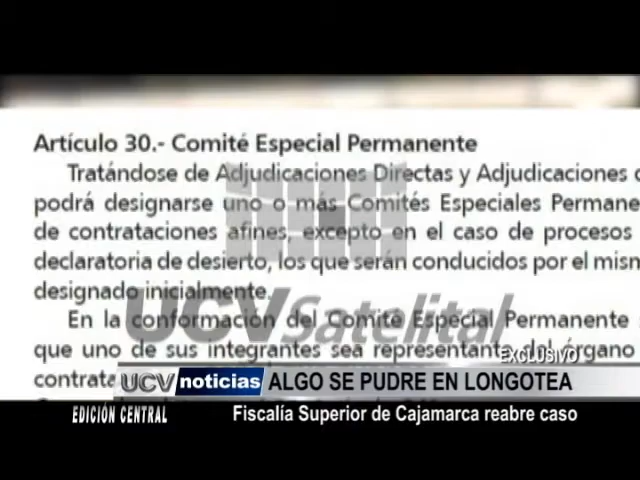 Artículo 30.- Comité Especial Permanente
Tratándose de Adjudicaciones Directas y Adjudicaciones
podrá designarse uno o más Comités Especiales
de contrataciones afines, excepto en el caso de procesos
declaratoria de desierto, los que serán conducidos por el
designado inicialmente.
UCV Satelital
En la conformación del Comité Especial Permanente
que uno de sus integrantes sea representante del órgano
EXCLUSIVO
UCV noticias ALGO SE PUDRE EN LONGOTEA
EDICIÓN CENTRAL Fiscalía Superior de Cajamarca reabre caso